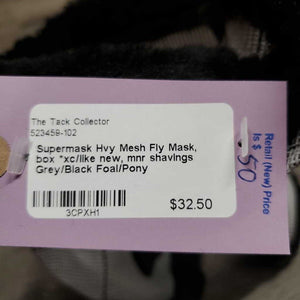 The Tack Collector
523459-102
Supermask Hvy Mesh Fly Mask,
box *xc/like new, mnr shavings
Grey/Black Foal/Pony
3CPXH1
$32.50
Retail (New) Price
Is $ 50